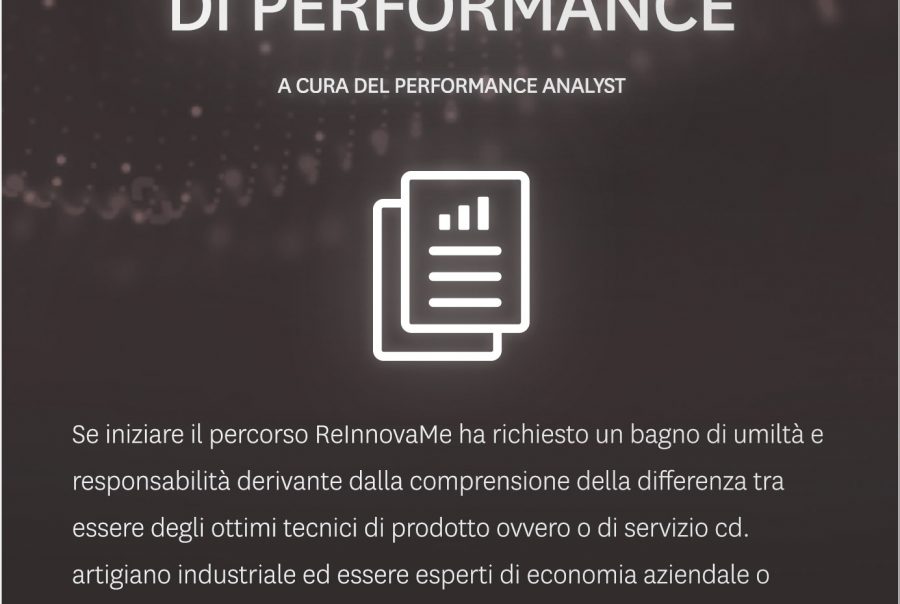 DI PERFORMANCE
A CURA DEL PERFORMANCE ANALYST
Se iniziare il percorso ReInnovaMe ha richiesto un bagno di umiltà e
responsabilità derivante dalla comprensione della differenza tra
essere degli ottimi tecnici di prodotto ovvero o di servizio cd.
artigiano industriale ed essere esperti di economia aziendale o